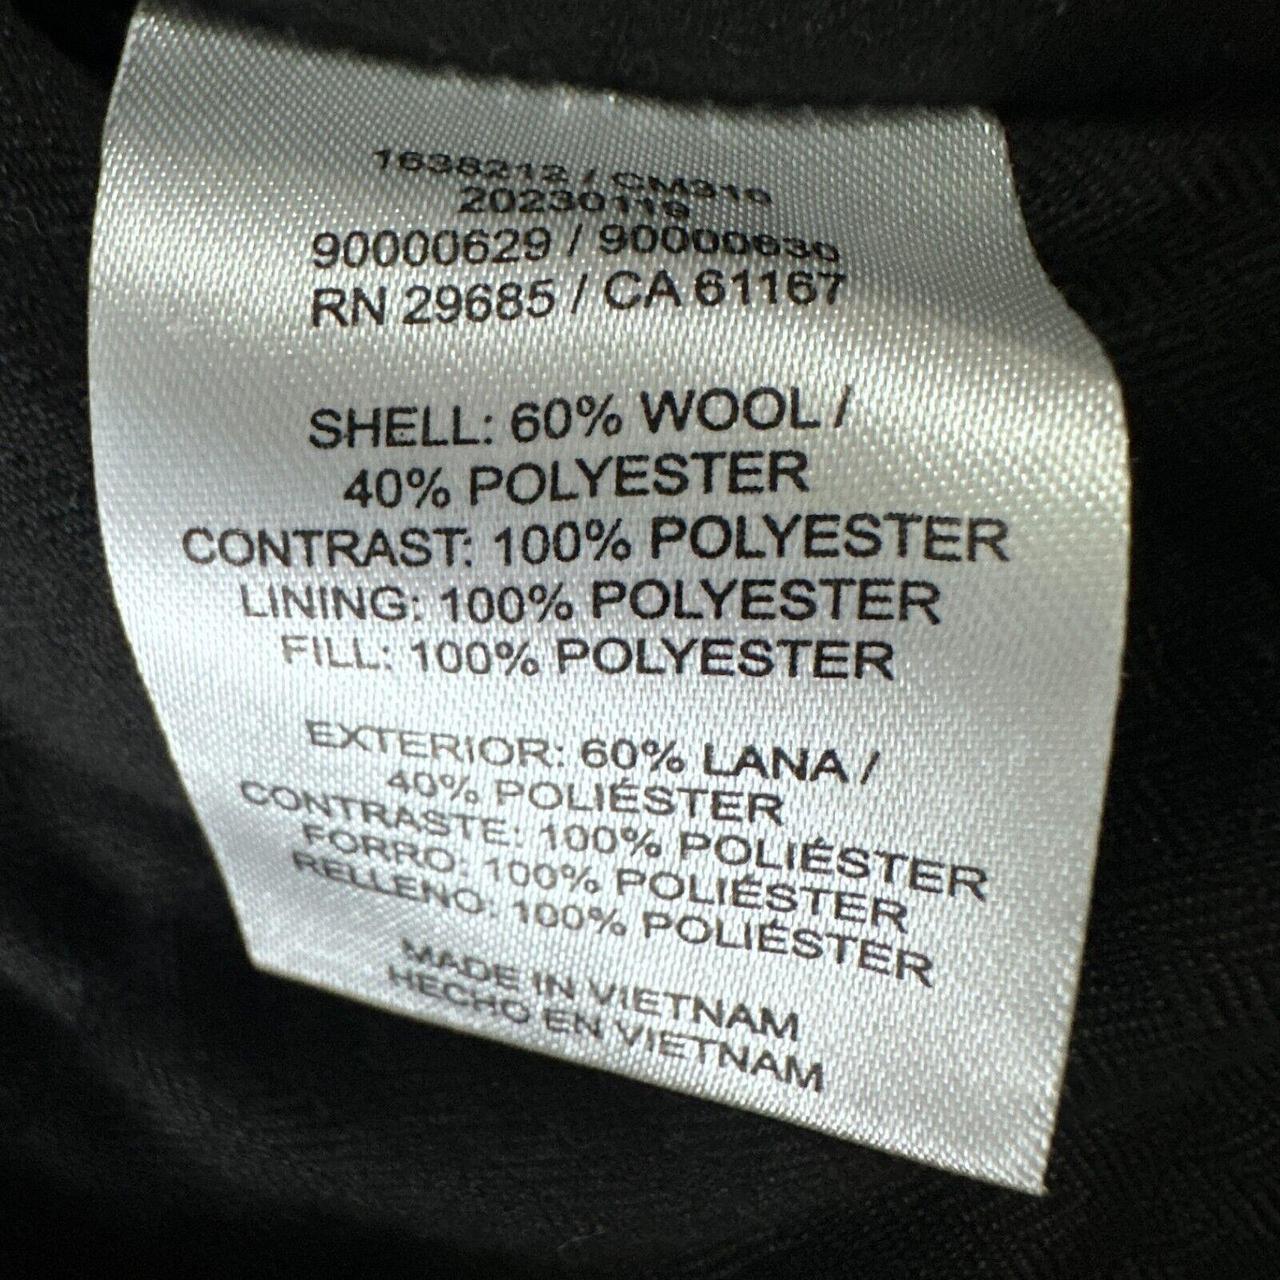 1638212 / CM310
20230119
90000629 / 90000630
RN 29685 / CA 61167
SHELL: 60% WOOL /
40% POLYESTER
CONTRAST: 100% POLYESTER
LINING: 100% POLYESTER
FILL: 100% POLYESTER
EXTERIOR: 60% LANA /
40% POLIÉSTER
CONTRASTE: 100% POLIÉSTER
FORRO: 100% POLIÉSTER
RELLENO: 100% POLIÉSTER
MADE IN VIETNAM
HECHO EN VIETNAM